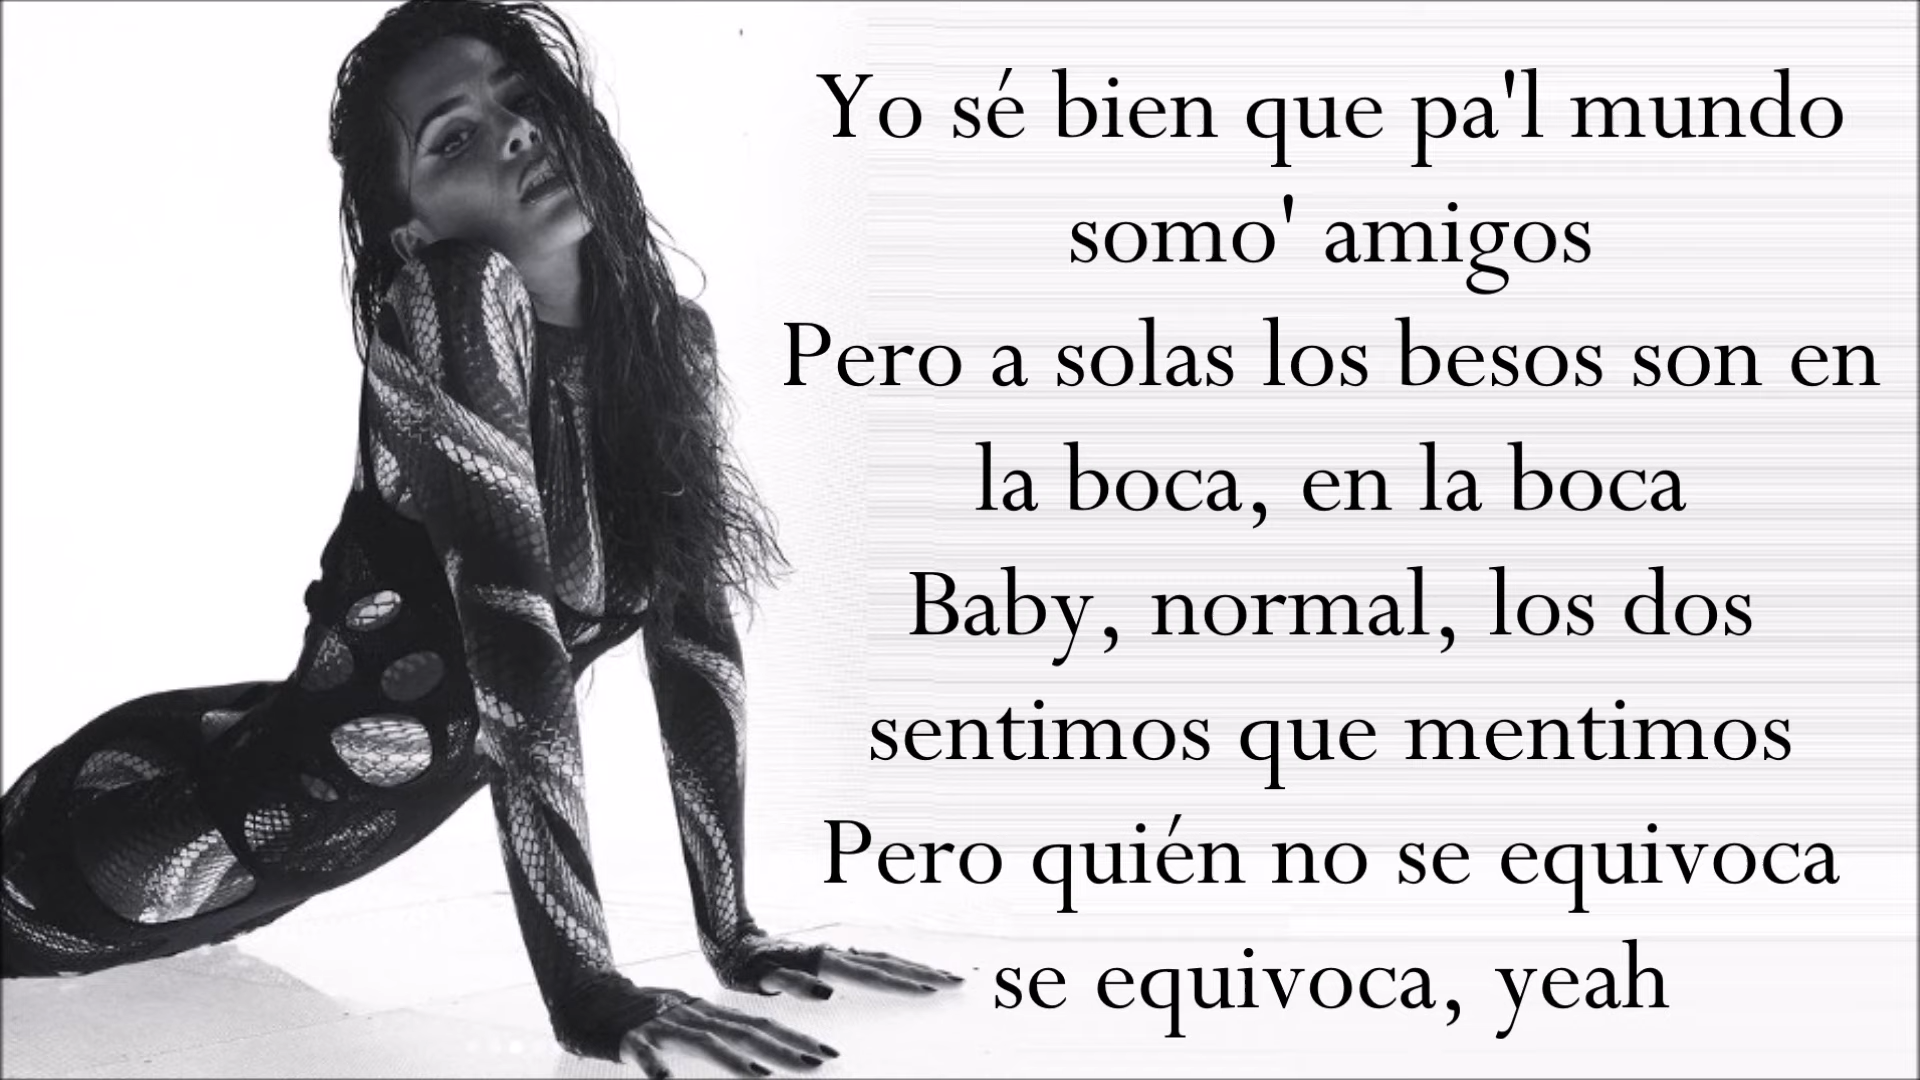 Yo sé bien que pa'l mundo
somo' amigos
Pero a solas los besos son en
la boca, en la boca
Baby, normal, los dos
sentimos que mentimos
Pero quién no se equivoca
se equivoca, yeah